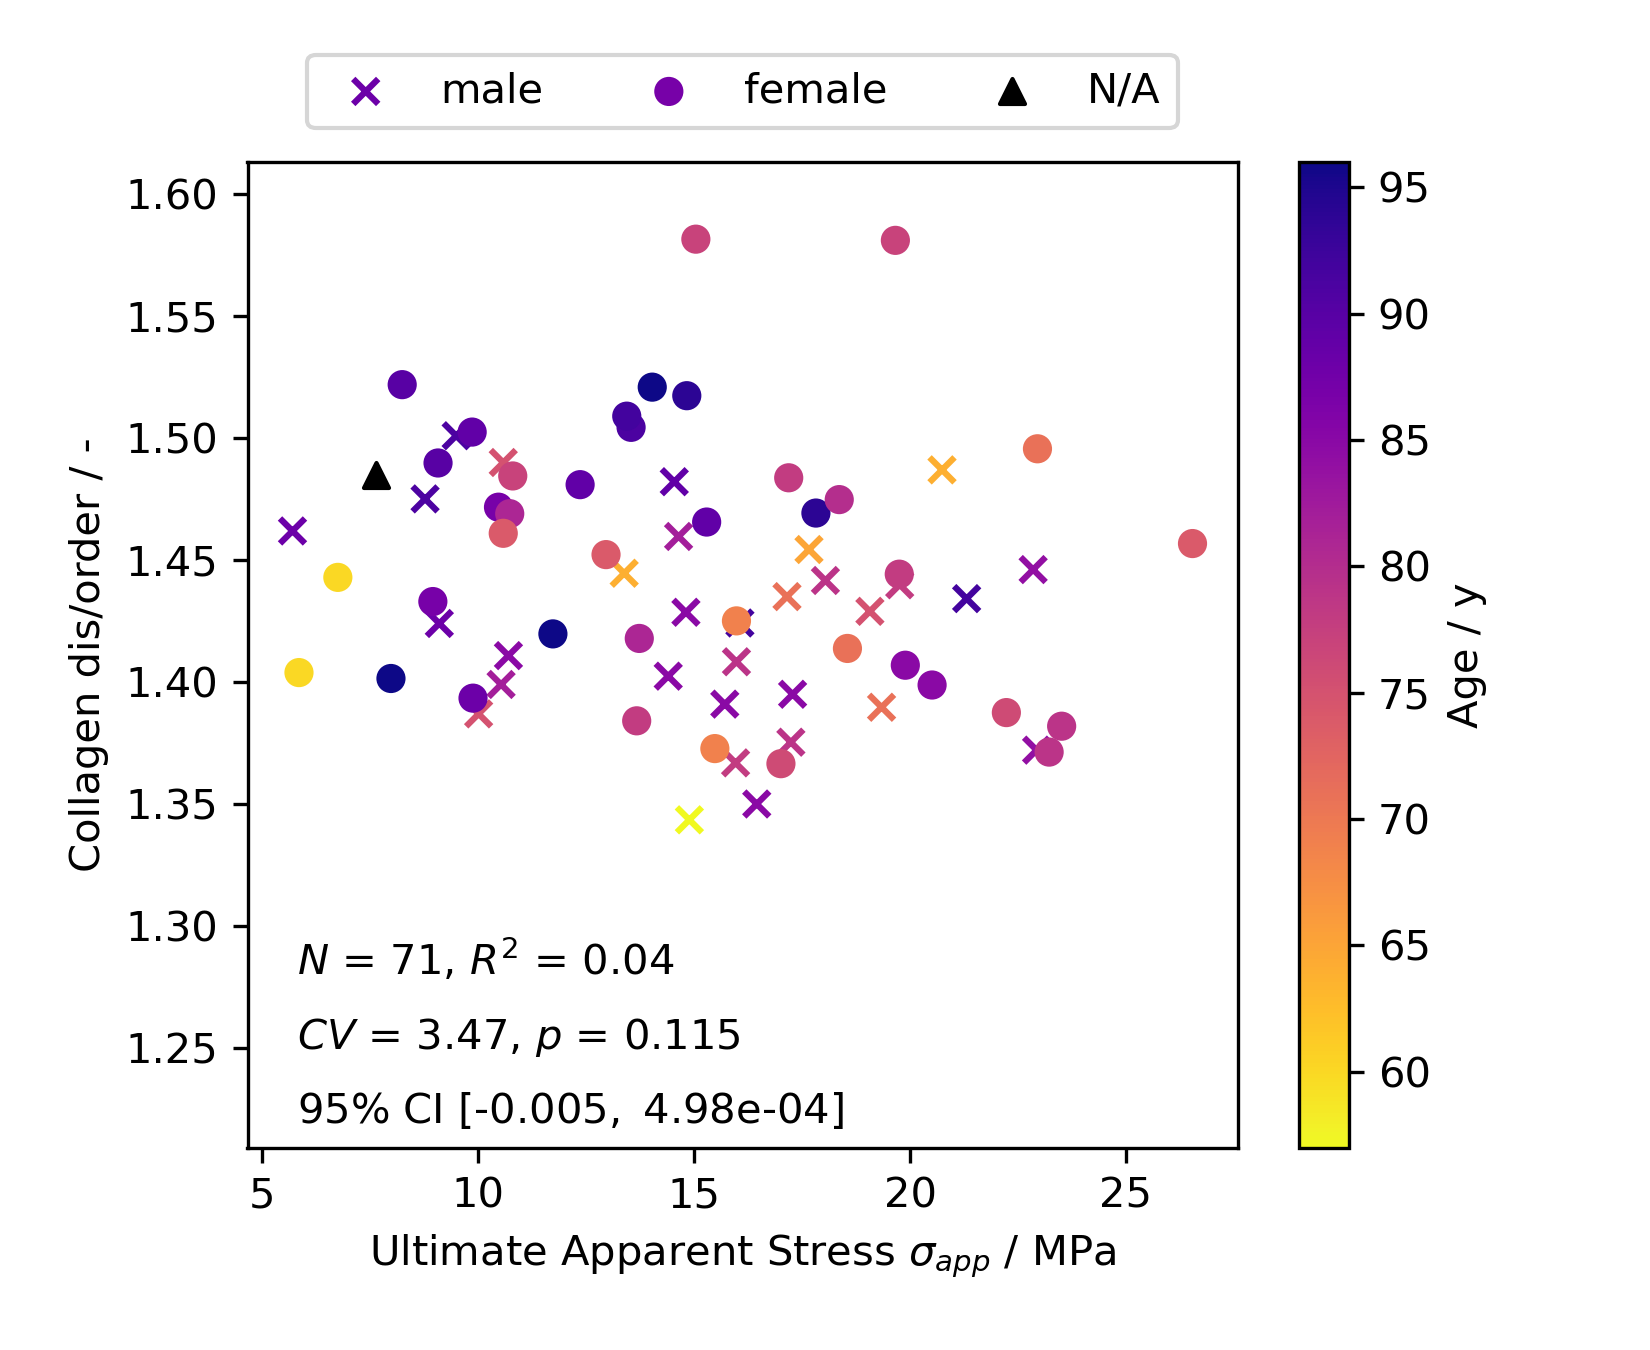 male female N/A
1.60
1.55
1.50
1.45
1.40
1.35
1.30
1.25
Collagen dis/order / -
N = 71, R² = 0.04
CV = 3.47, p = 0.115
95% CI [-0.005, 4.98e-04]
5 10 15 20 25
Ultimate Apparent Stress σapp / MPa
95
90
85
80
75
70
65
60
Age / y